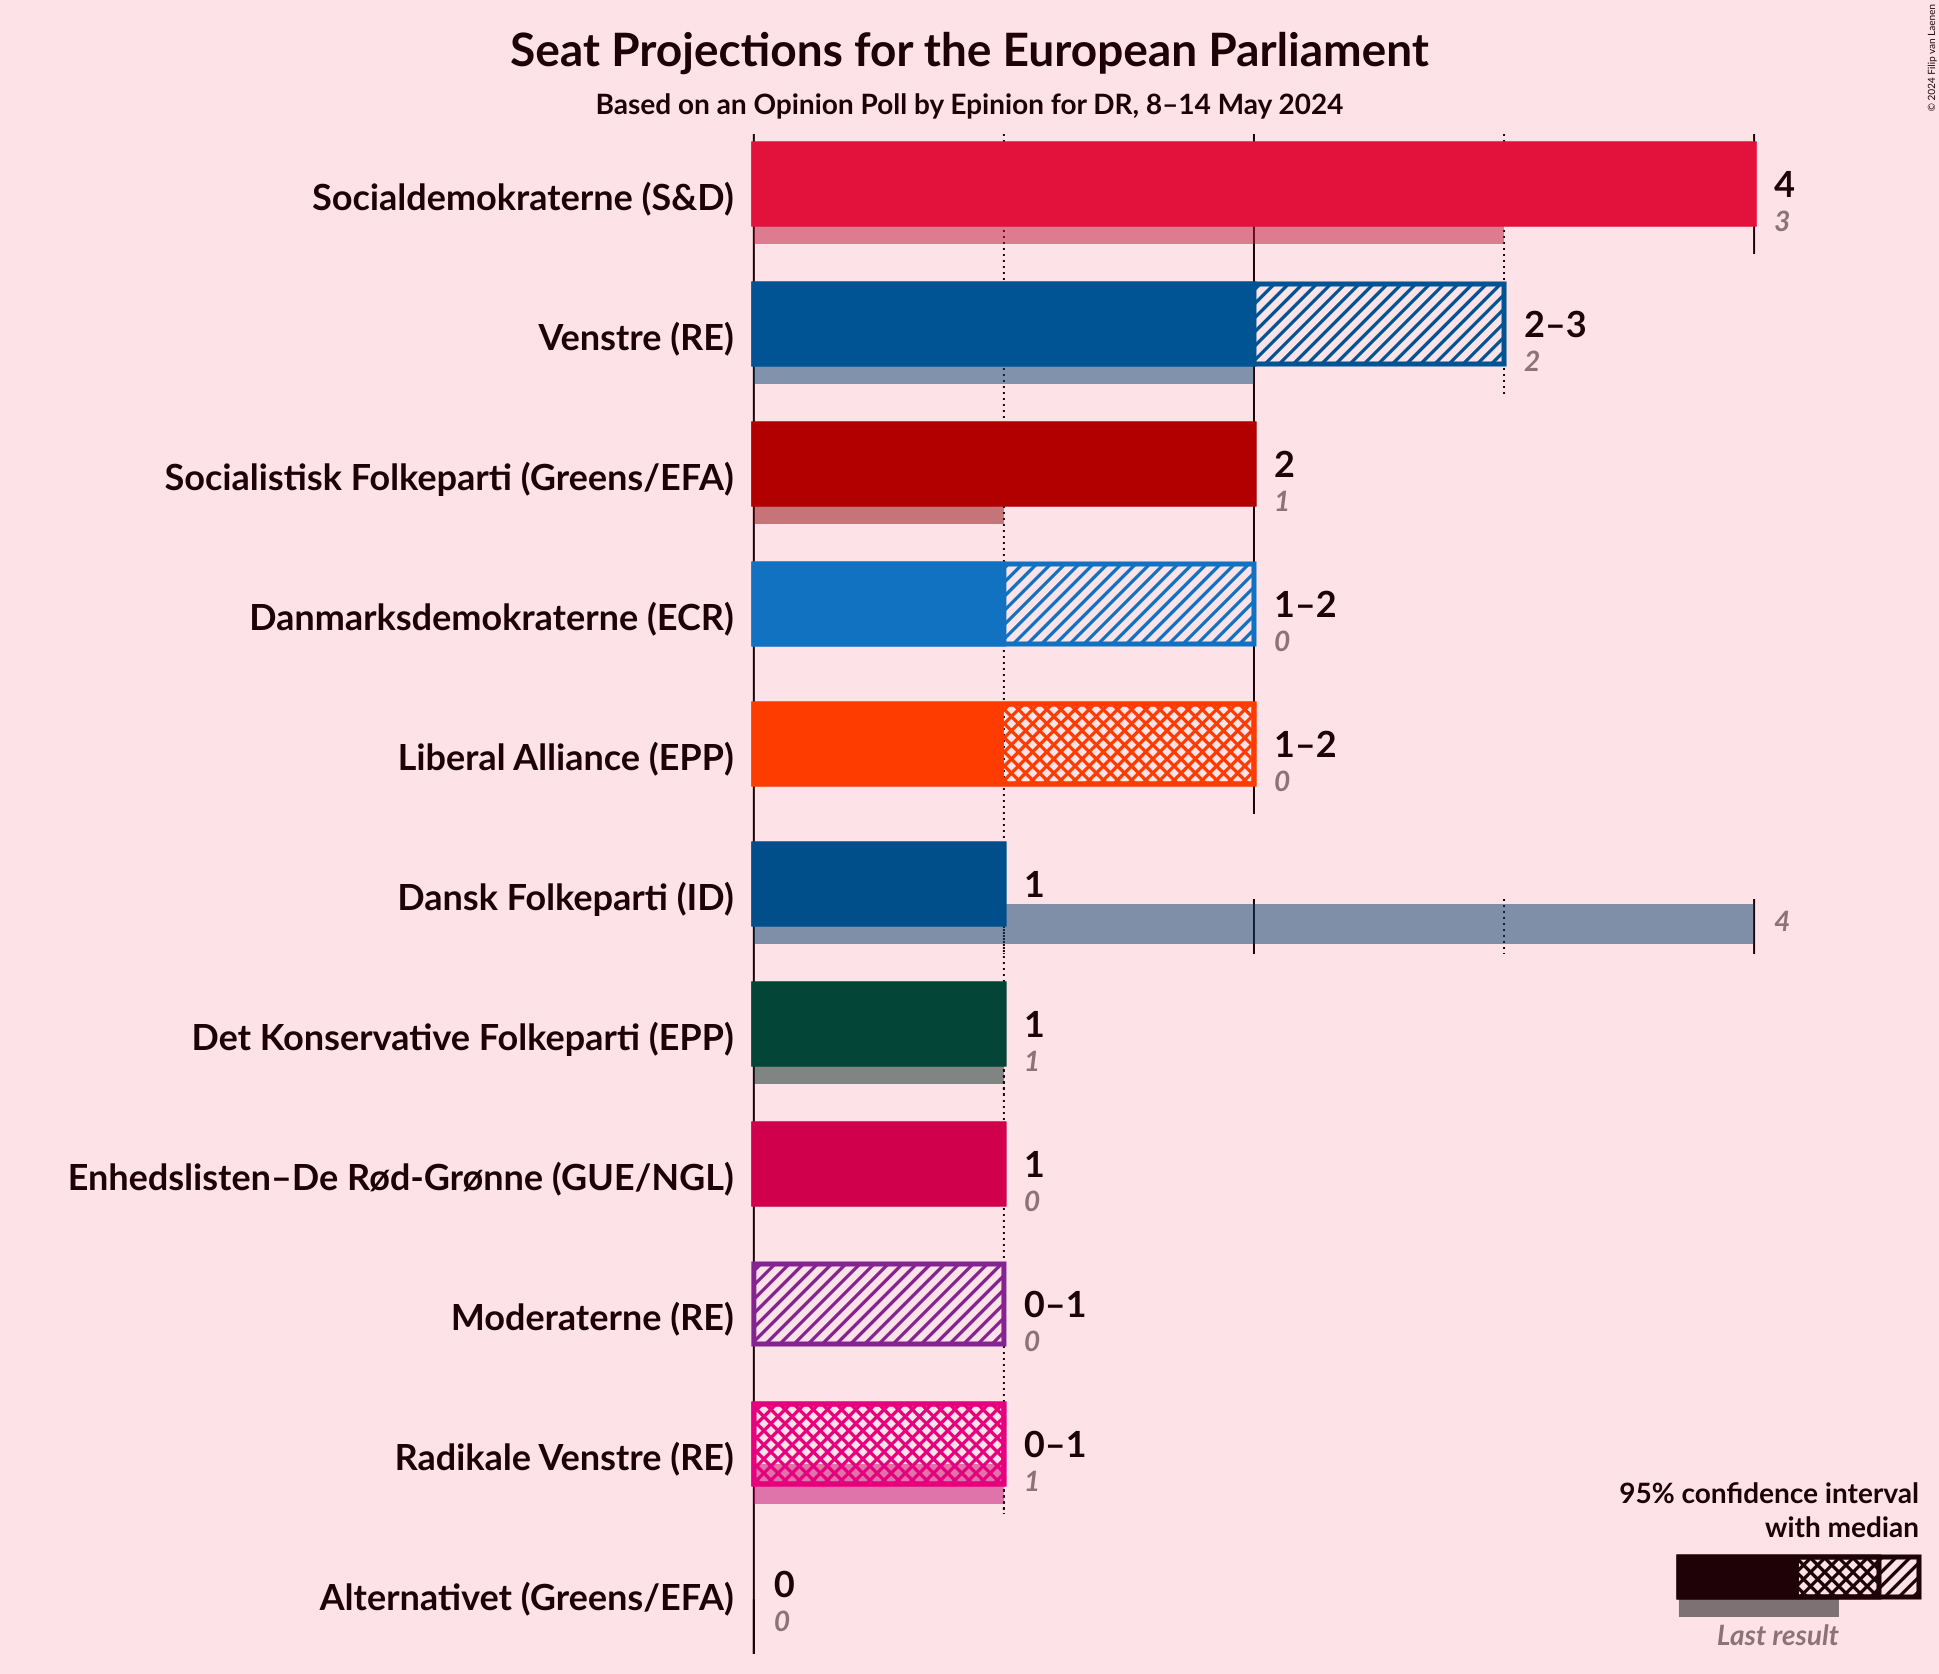 Seat Projections for the European Parliament
Based on an Opinion Poll by Epinion for DR, 8–14 May 2024
© 2024 Filip van Laenen
Socialdemokraterne (S&D)
4
3
Venstre (RE)
2–3
2
Socialistisk Folkeparti (Greens/EFA)
2
1
Danmarksdemokraterne (ECR)
1–2
0
Liberal Alliance (EPP)
1–2
0
Dansk Folkeparti (ID)
1
4
Det Konservative Folkeparti (EPP)
1
1
Enhedslisten–De Rød-Grønne (GUE/NGL)
1
0
Moderaterne (RE)
0–1
0
Radikale Venstre (RE)
0–1
1
Alternativet (Greens/EFA)
0
0
95% confidence interval
with median
Last result